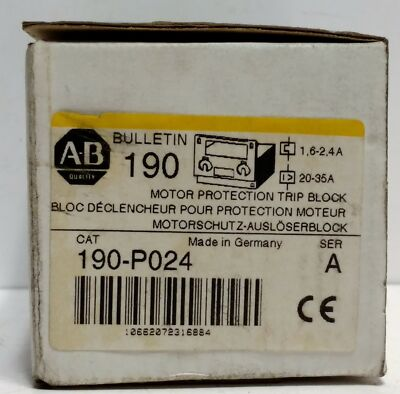 A-B
QUALITY
BULLETIN
190
1,6-2,4A
20-35A
MOTOR PROTECTION TRIP BLOCK
BLOC DÉCLENCHEUR POUR PROTECTION MOTEUR
MOTORSCHUTZ-AUSLÖSERBLOCK
CAT Made in Germany SER
190-P024 A
CE
10662072316884